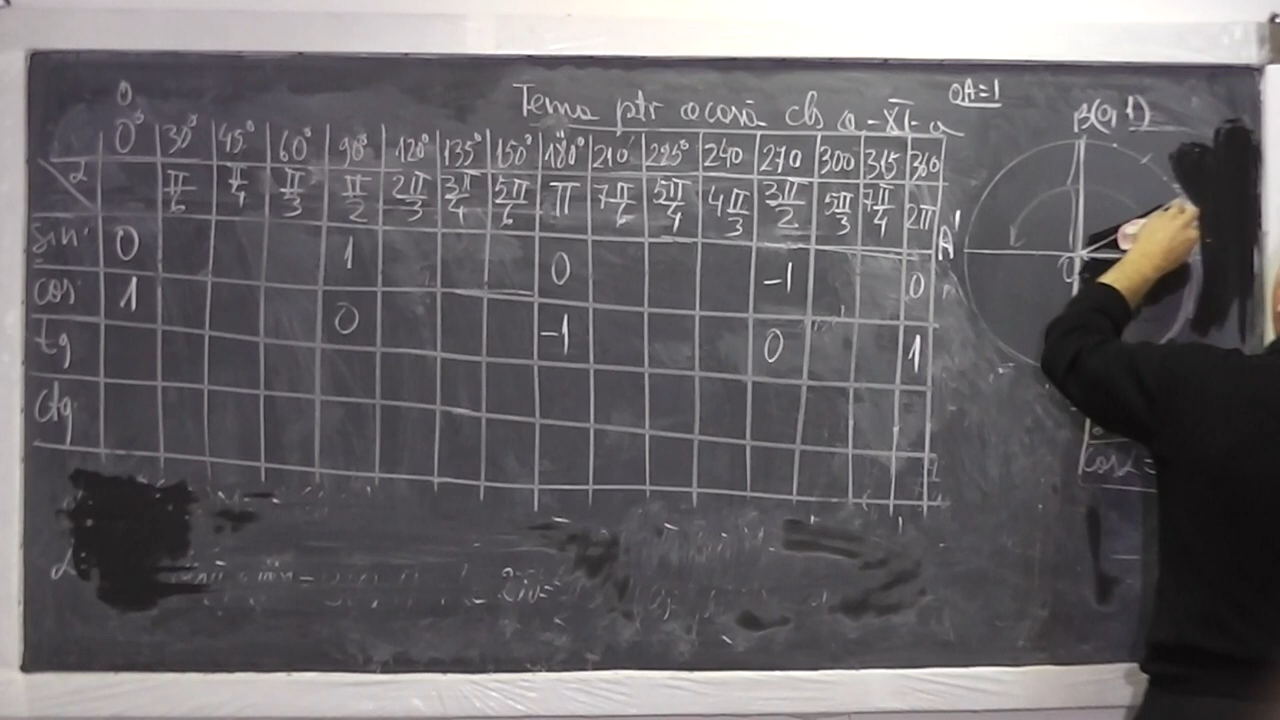 Tema ptr acasă cls a-XI-a
OA=1
B(0,1)
0
α 0° 30° 45° 60° 90° 120° 135° 150° 180° 210° 225° 240 270 300 315 360
π/6 π/4 π/3 π/2 2π/3 3π/4 5π/6 π 7π/6 5π/4 4π/3 3π/2 5π/3 7π/4 2π
sin 0 1 0 -1 0
cos 1 0 -1 0 1
tg
ctg
A'
O
cosα=